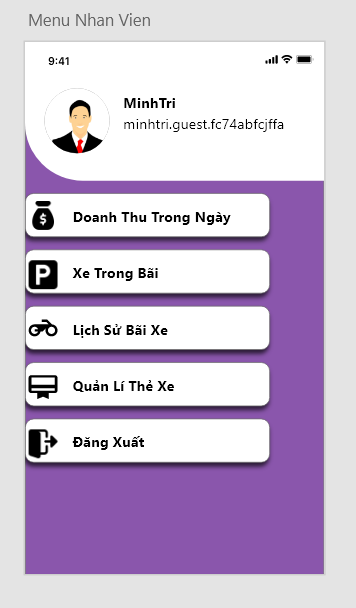 Menu Nhan Vien
9:41
MinhTri
minhtri.guest.fc74abfcjffa
$ Doanh Thu Trong Ngày
P Xe Trong Bãi
Lịch Sử Bãi Xe
Quản Lí Thẻ Xe
Đăng Xuất